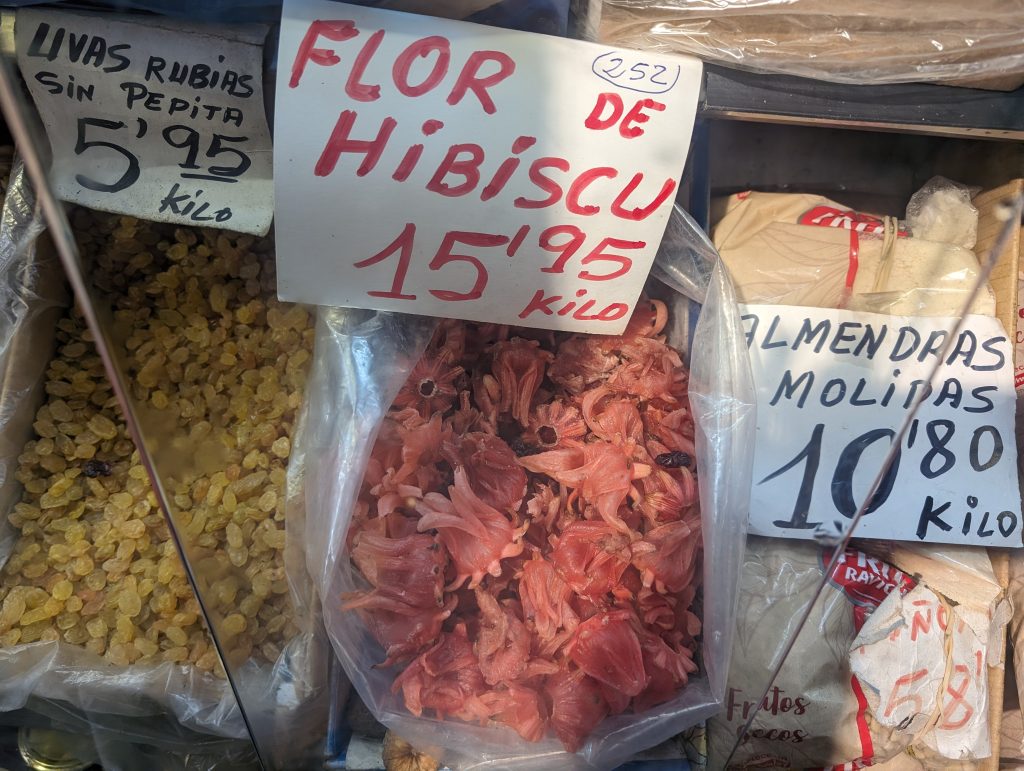 UVAS RUBIAS
SIN PEPITA
5'95
KILO
FLOR
(252)
DE
HIBISCU
15'95
KILO
ALMENDRAS
MOLIDAS
10'80
KILO
Frutos
Secos